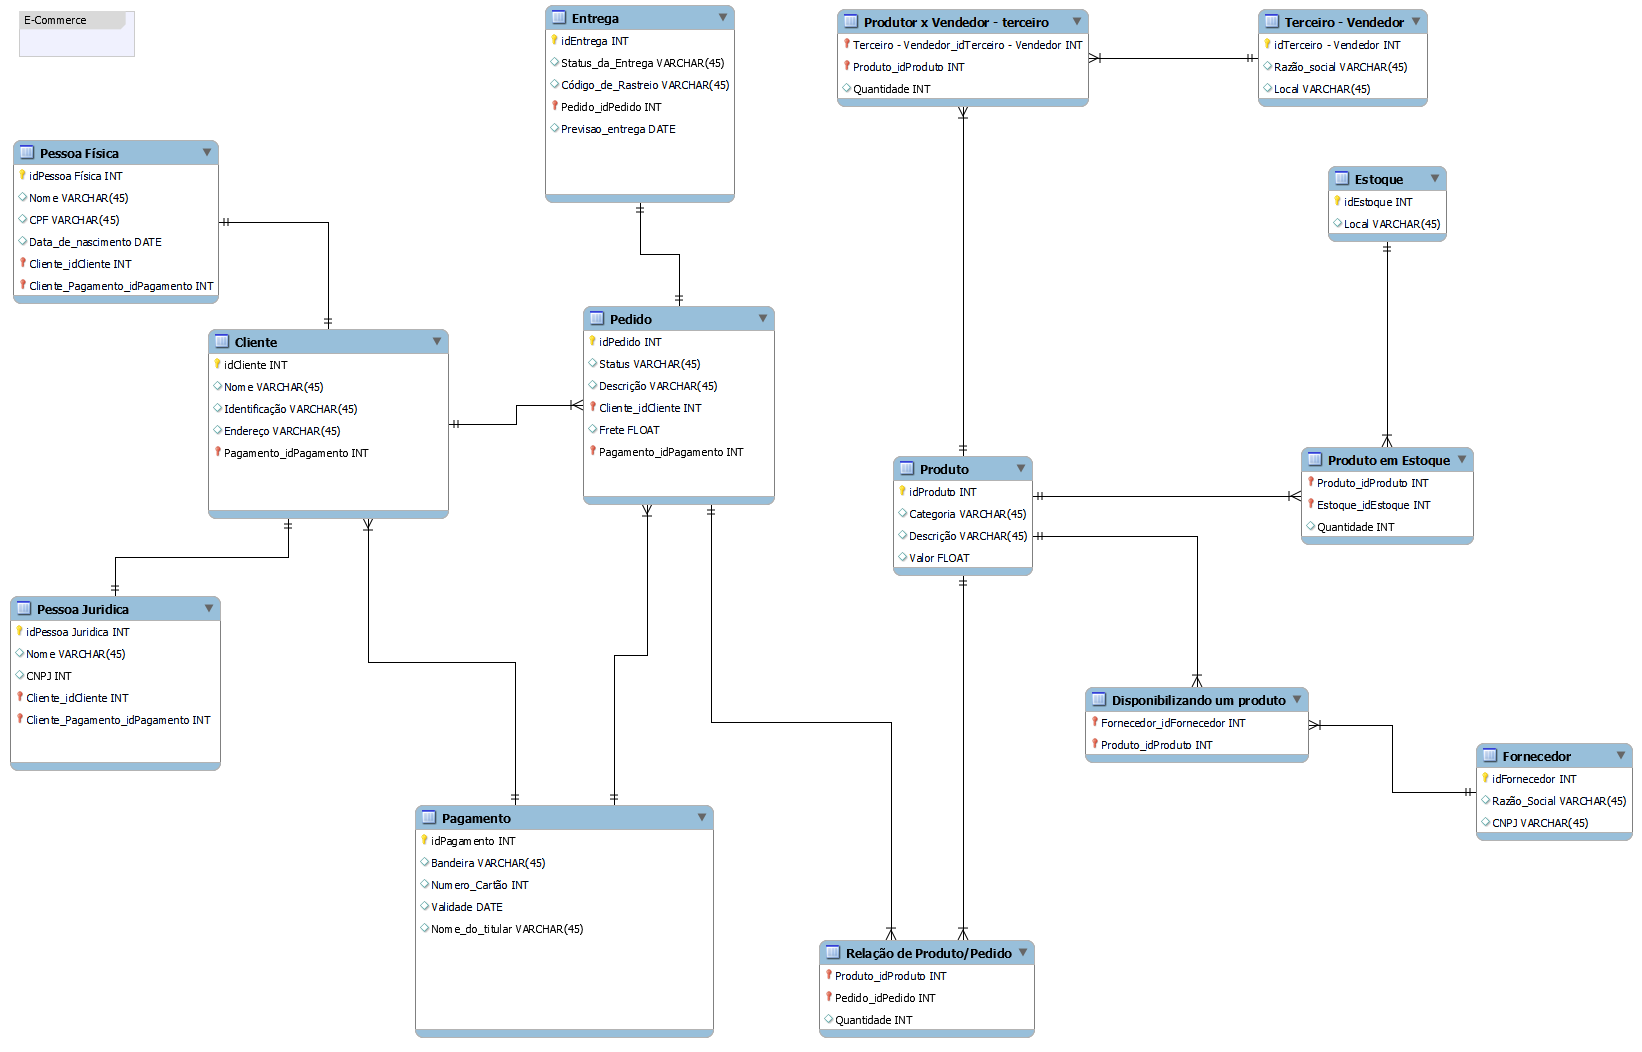 E-Commerce
Entrega
idEntrega INT
Status_da_Entrega VARCHAR(45)
Código_de_Rastreio VARCHAR(45)
Pedido_idPedido INT
Previsao_entrega DATE
Produtor x Vendedor - terceiro
Terceiro - Vendedor_idTerceiro - Vendedor INT
Produto_idProduto INT
Quantidade INT
Terceiro - Vendedor
idTerceiro - Vendedor INT
Razão_social VARCHAR(45)
Local VARCHAR(45)
Pessoa Física
idPessoa Física INT
Nome VARCHAR(45)
CPF VARCHAR(45)
Data_de_nascimento DATE
Cliente_idCliente INT
Cliente_Pagamento_idPagamento INT
Estoque
idEstoque INT
Local VARCHAR(45)
Cliente
idCliente INT
Nome VARCHAR(45)
Identificação VARCHAR(45)
Endereço VARCHAR(45)
Pagamento_idPagamento INT
Pedido
idPedido INT
Status VARCHAR(45)
Descrição VARCHAR(45)
Cliente_idCliente INT
Frete FLOAT
Pagamento_idPagamento INT
Produto
idProduto INT
Categoria VARCHAR(45)
Descrição VARCHAR(45)
Valor FLOAT
Produto em Estoque
Produto_idProduto INT
Estoque_idEstoque INT
Quantidade INT
Pessoa Juridica
idPessoa Juridica INT
Nome VARCHAR(45)
CNPJ INT
Cliente_idCliente INT
Cliente_Pagamento_idPagamento INT
Disponibilizando um produto
Fornecedor_idFornecedor INT
Produto_idProduto INT
Fornecedor
idFornecedor INT
Razão_Social VARCHAR(45)
CNPJ VARCHAR(45)
Pagamento
idPagamento INT
Bandeira VARCHAR(45)
Numero_Cartão INT
Validade DATE
Nome_do_titular VARCHAR(45)
Relação de Produto/Pedido
Produto_idProduto INT
Pedido_idPedido INT
Quantidade INT